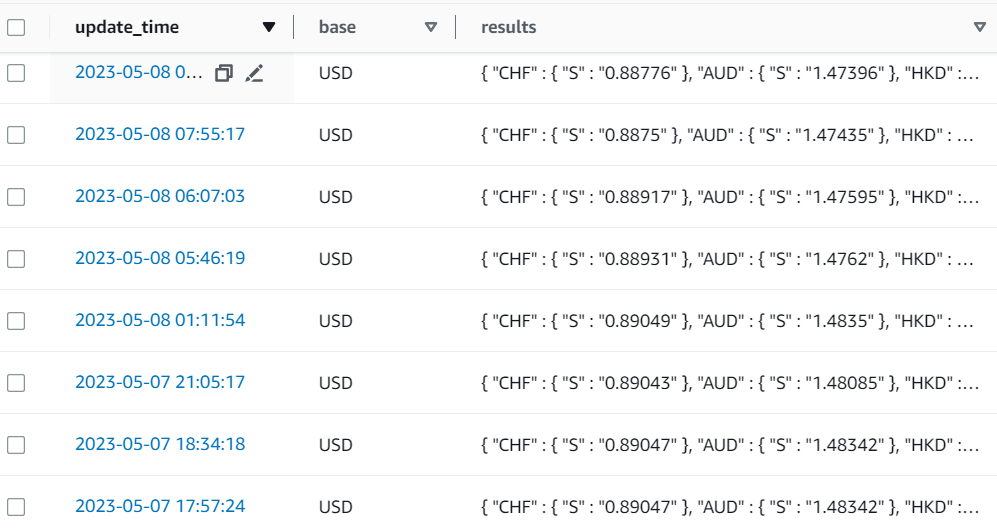 update_time base results
2023-05-08 0... USD { "CHF" : { "S" : "0.88776" }, "AUD" : { "S" : "1.47396" }, "HKD" :...
2023-05-08 07:55:17 USD { "CHF" : { "S" : "0.8875" }, "AUD" : { "S" : "1.47435" }, "HKD" : ...
2023-05-08 06:07:03 USD { "CHF" : { "S" : "0.88917" }, "AUD" : { "S" : "1.47595" }, "HKD" :...
2023-05-08 05:46:19 USD { "CHF" : { "S" : "0.88931" }, "AUD" : { "S" : "1.4762" }, "HKD" : ...
2023-05-08 01:11:54 USD { "CHF" : { "S" : "0.89049" }, "AUD" : { "S" : "1.4835" }, "HKD" : ...
2023-05-07 21:05:17 USD { "CHF" : { "S" : "0.89043" }, "AUD" : { "S" : "1.48085" }, "HKD" :...
2023-05-07 18:34:18 USD { "CHF" : { "S" : "0.89047" }, "AUD" : { "S" : "1.48342" }, "HKD" :...
2023-05-07 17:57:24 USD { "CHF" : { "S" : "0.89047" }, "AUD" : { "S" : "1.48342" }, "HKD" :...